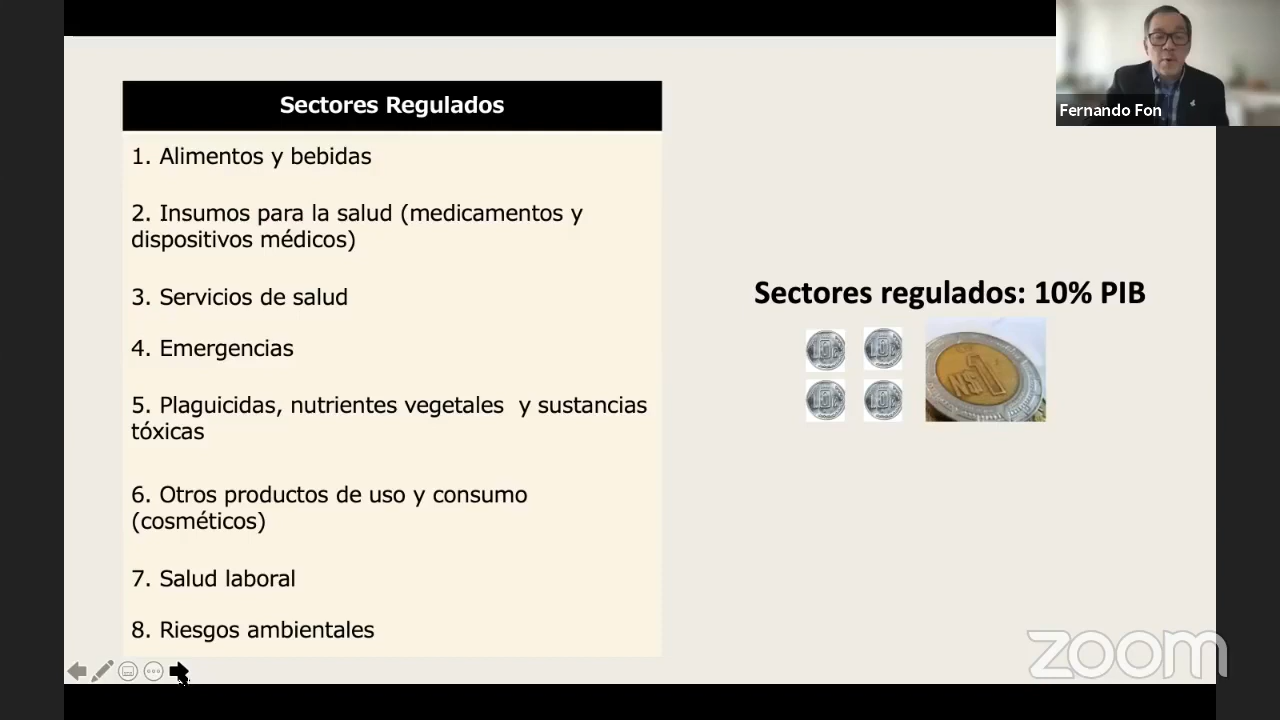 Sectores Regulados
1. Alimentos y bebidas
2. Insumos para la salud (medicamentos y
dispositivos médicos)
3. Servicios de salud
4. Emergencias
5. Plaguicidas, nutrientes vegetales y sustancias
tóxicas
6. Otros productos de uso y consumo
(cosméticos)
7. Salud laboral
8. Riesgos ambientales
Sectores regulados: 10% PIB
Fernando Fon
zoom